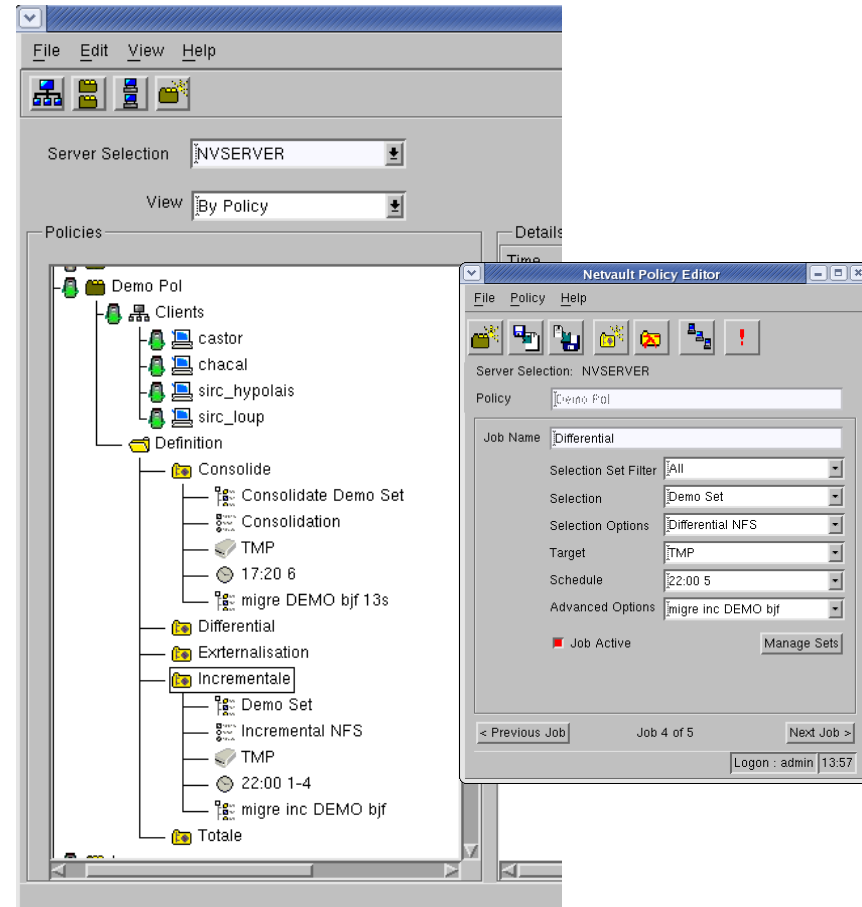 File Edit View Help
Server Selection NVSERVER
View By Policy
Policies
Details
Time
Demo Pol
Clients
castor
chacal
sirc_hypolais
sirc_loup
Definition
Consolide
Consolidate Demo Set
Consolidation
TMP
17:20 6
migre DEMO bjf 13s
Differential
Exrternalisation
Incrementale
Demo Set
Incremental NFS
TMP
22:00 1-4
migre inc DEMO bjf
Totale
Netvault Policy Editor
File Policy Help
Server Selection: NVSERVER
Policy Demo Pol
Job Name Differential
Selection Set Filter All
Selection Demo Set
Selection Options Differential NFS
Target TMP
Schedule 22:00 5
Advanced Options migre inc DEMO bjf
Job Active Manage Sets
< Previous Job Job 4 of 5 Next Job >
Logon : admin 13:57